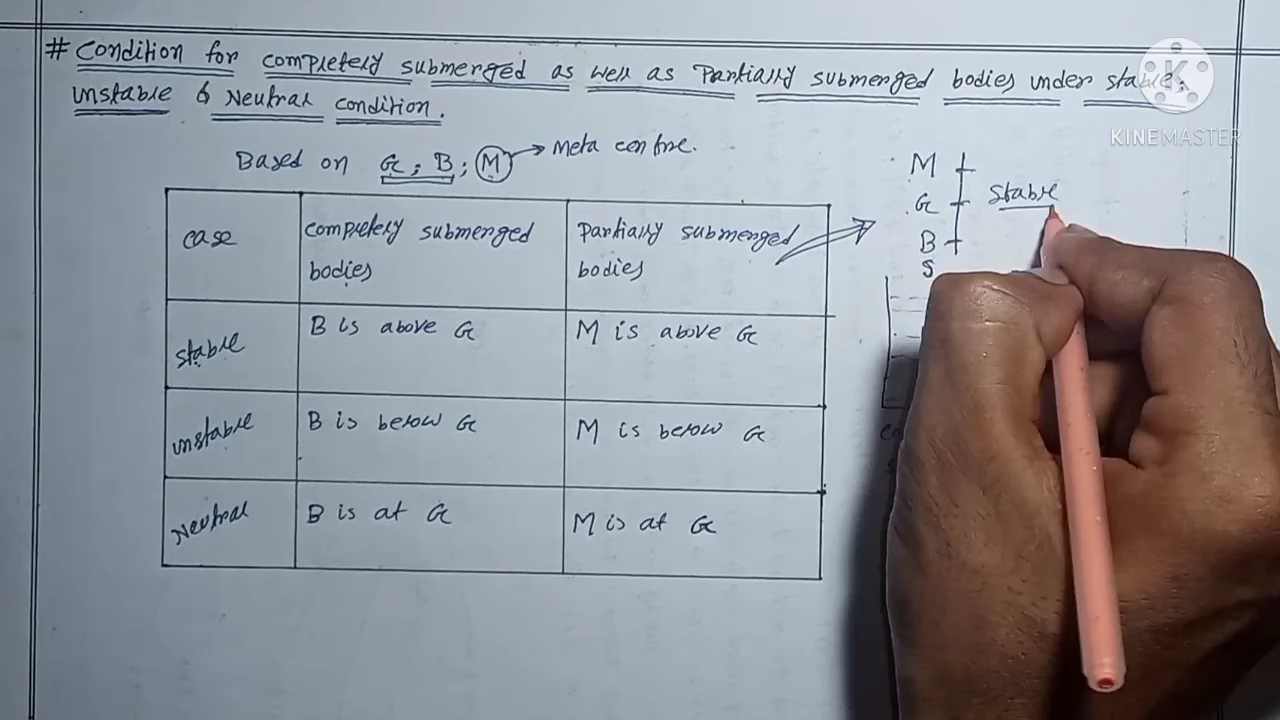 # Condition for completely submerged as well as Partially submerged bodies under stable,
unstable & Neutral condition.
Based on G; B; M → Meta centre.
case
completely submerged
bodies
Partially submerged
bodies
stable
B is above G
M is above G
unstable
B is below G
M is below G
Neutral
B is at G
M is at G
M
G stable
B
S
KINEMASTER